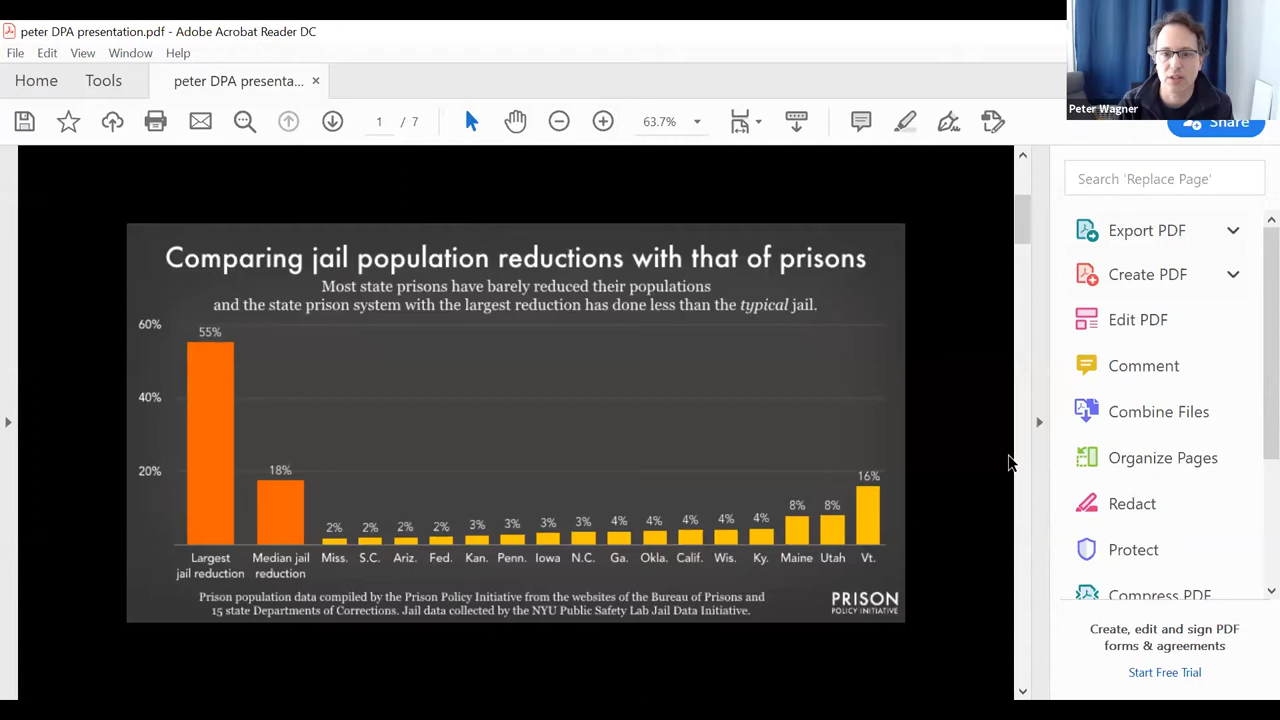 peter DPA presentation.pdf - Adobe Acrobat Reader DC
File Edit View Window Help
Home Tools peter DPA presenta... ×
1 / 7 63.7% Share
Peter Wagner
Search 'Replace Page'
Export PDF
Create PDF
Edit PDF
Comment
Combine Files
Organize Pages
Redact
Protect
Compress PDF
Create, edit and sign PDF
forms & agreements
Start Free Trial
Comparing jail population reductions with that of prisons
Most state prisons have barely reduced their populations
and the state prison system with the largest reduction has done less than the typical jail.
60%
40%
20%
55% 18% 2% 2% 2% 2% 3% 3% 3% 3% 4% 4% 4% 4% 4% 8% 8% 16%
Largest Median jail Miss. S.C. Ariz. Fed. Kan. Penn. Iowa N.C. Ga. Okla. Calif. Wis. Ky. Maine Utah Vt.
jail reduction reduction
Prison population data compiled by the Prison Policy Initiative from the websites of the Bureau of Prisons and
15 state Departments of Corrections. Jail data collected by the NYU Public Safety Lab Jail Data Initiative.
PRISON
POLICY INITIATIVE